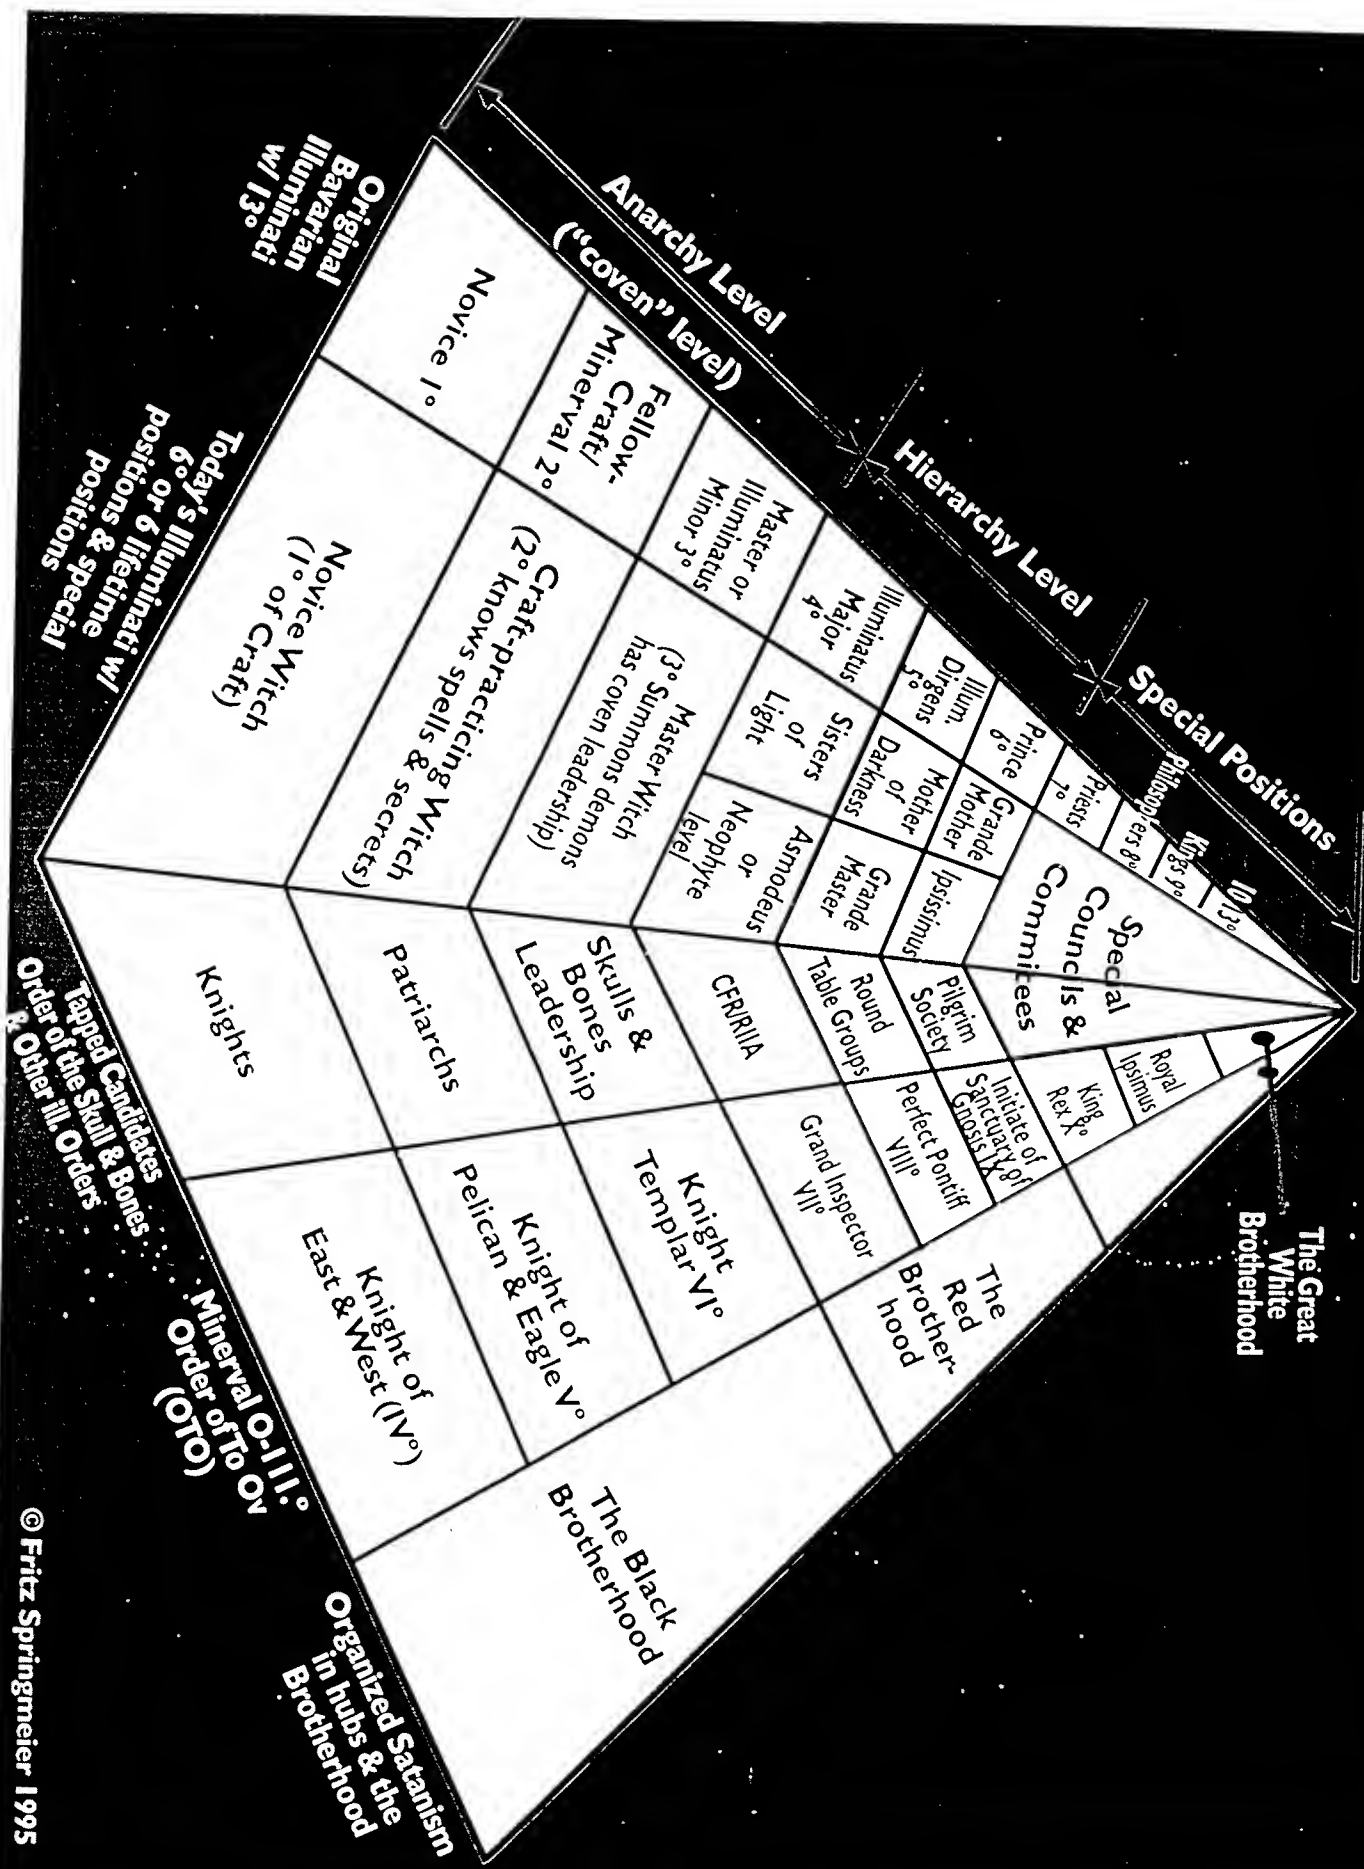 Special Positions
Hierarchy Level
Anarchy Level
("coven" level)
The Great
White
Brotherhood
10-13°
Kings 9°
Philosophers 8°
Priests
7°
Prince
6°
Illum.
Dirgens
5°
Illuminatus
Major
4°
Master or
Illuminatus
Minor 3°
Fellow-
Craft/
Minerval 2°
Novice 1°
Special
Councils &
Commitees
Grande
Mother
Ipsissimus
Mother
of
Darkness
Grande
Master
Sisters
of
Light
Asmodeus
or
Neophyte
level
Master Witch
(3° Summons demons
has coven leadership)
Craft-practicing Witch
(2° knows spells & secrets)
Novice Witch
(1° of Craft)
Pilgrim
Society
Round
Table Groups
CFR/RIIA
Skulls &
Bones
Leadership
Patriarchs
Knights
Royal
Ipsimus
King
Rex X°
Initiate of
Sanctuary of
Gnosis IX°
Perfect Pontiff
VIII°
Grand Inspector
VII°
Knight
Templar VI°
Knight of
Pelican & Eagle V°
Knight of
East & West (IV°)
The
Red
Brother-
hood
The Black
Brotherhood
Original
Bavarian
Illuminati
w/ 13°
Today's Illuminati w/
6° or 6 lifetime
positions & special
positions
Tapped Candidates
Order of the Skull & Bones
& Other ill. Orders
Minerval O-III.°
Order of To Ov
(OTO)
Organized Satanism
in hubs & the
Brotherhood
© Fritz Springmeier 1995